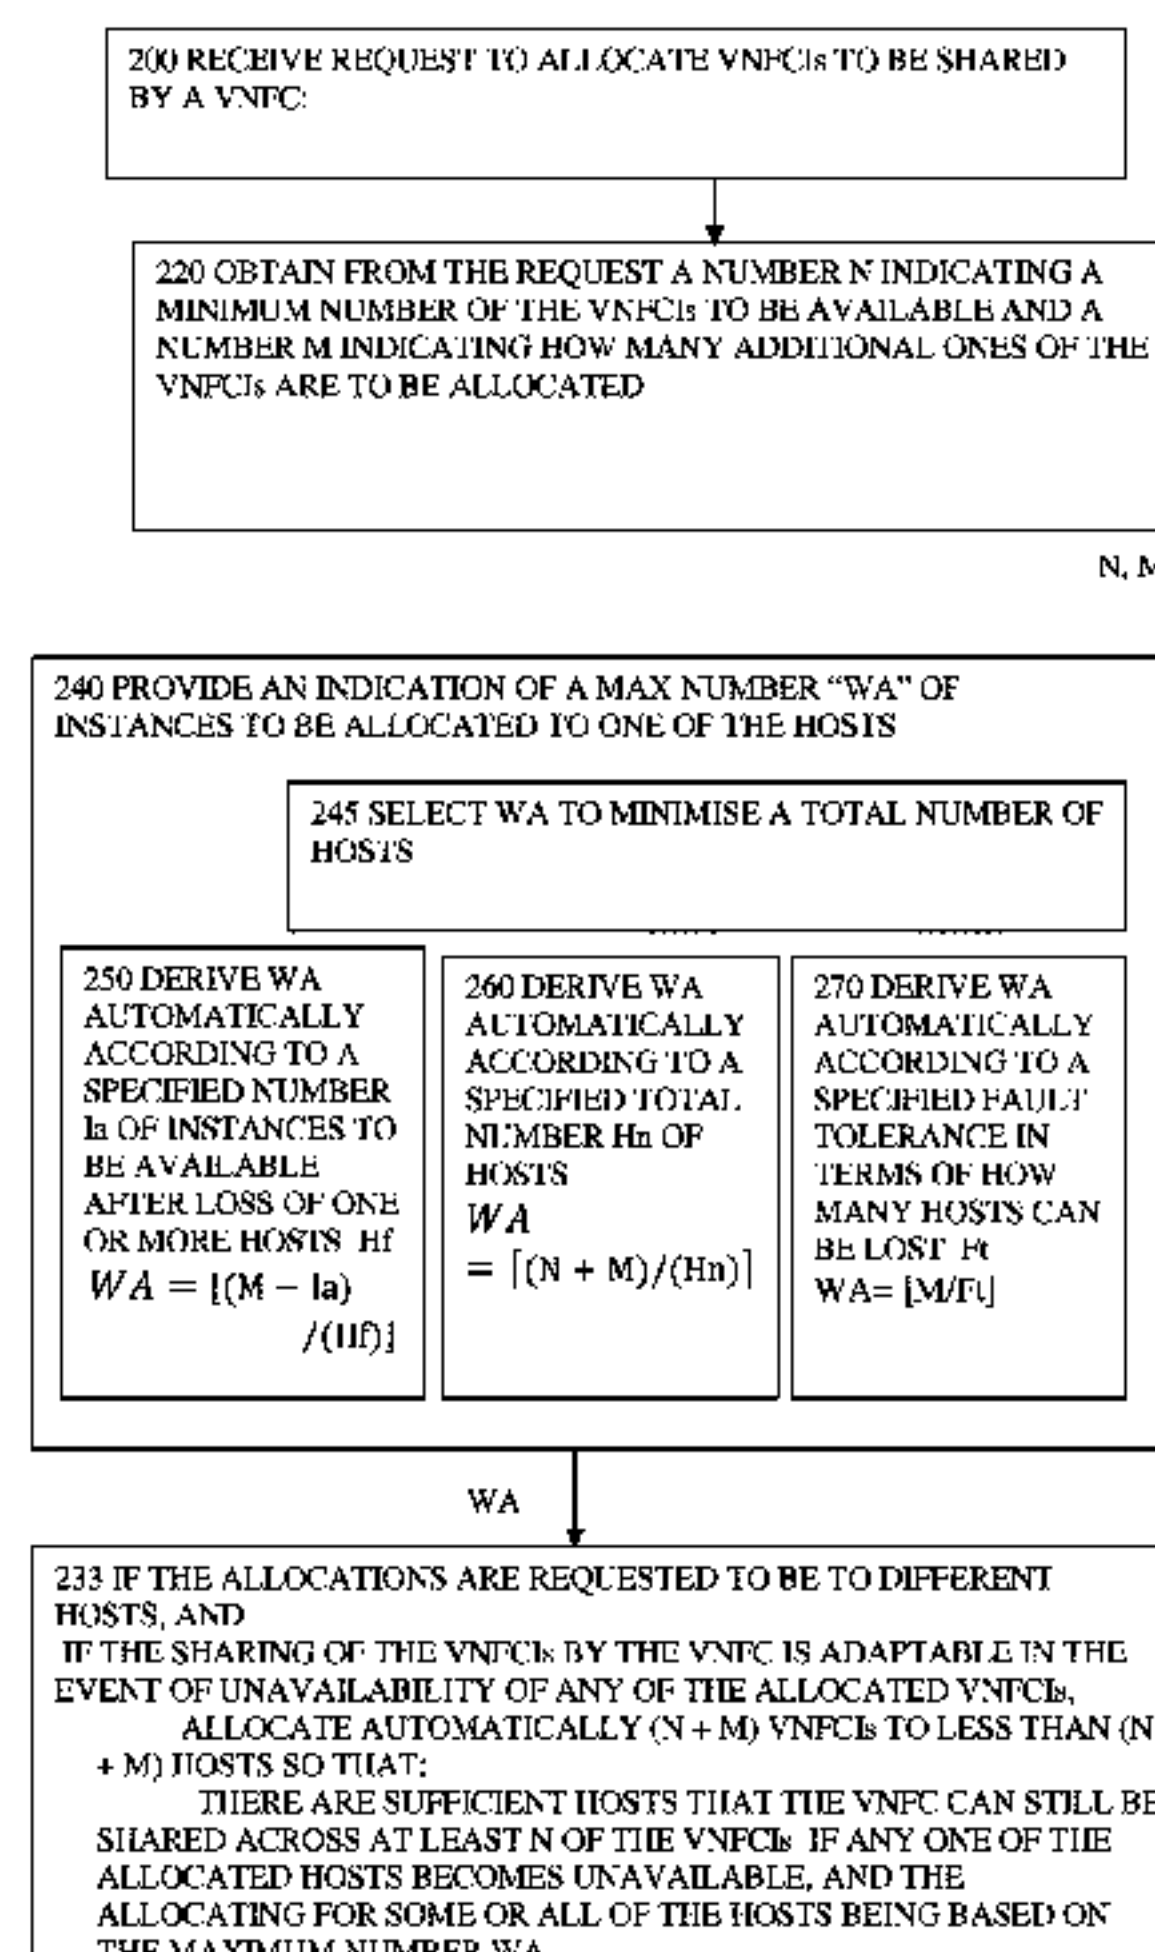 200 RECEIVE REQUEST TO ALLOCATE VNFCIs TO BE SHARED
BY A VNFC:
220 OBTAIN FROM THE REQUEST A NUMBER N INDICATING A
MINIMUM NUMBER OF THE VNFCIs TO BE AVAILABLE AND A
NUMBER M INDICATING HOW MANY ADDITIONAL ONES OF THE
VNFCIs ARE TO BE ALLOCATED
N, M
240 PROVIDE AN INDICATION OF A MAX NUMBER “WA” OF
INSTANCES TO BE ALLOCATED TO ONE OF THE HOSTS
245 SELECT WA TO MINIMISE A TOTAL NUMBER OF
HOSTS
250 DERIVE WA
AUTOMATICALLY
ACCORDING TO A
SPECIFIED NUMBER
Ia OF INSTANCES TO
BE AVAILABLE
AFTER LOSS OF ONE
OR MORE HOSTS Hf
WA = ⌊(M − Ia)
/(Hf)⌋
260 DERIVE WA
AUTOMATICALLY
ACCORDING TO A
SPECIFIED TOTAL
NUMBER Hn OF
HOSTS
WA
= ⌈(N + M)/(Hn)⌉
270 DERIVE WA
AUTOMATICALLY
ACCORDING TO A
SPECIFIED FAULT
TOLERANCE IN
TERMS OF HOW
MANY HOSTS CAN
BE LOST Ft
WA= ⌊M/Ft⌋
WA
233 IF THE ALLOCATIONS ARE REQUESTED TO BE TO DIFFERENT
HOSTS, AND
IF THE SHARING OF THE VNFCIs BY THE VNFC IS ADAPTABLE IN THE
EVENT OF UNAVAILABILITY OF ANY OF THE ALLOCATED VNFCIs,
ALLOCATE AUTOMATICALLY (N + M) VNFCIs TO LESS THAN (N
+ M) HOSTS SO THAT:
THERE ARE SUFFICIENT HOSTS THAT THE VNFC CAN STILL BE
SHARED ACROSS AT LEAST N OF THE VNFCIs IF ANY ONE OF THE
ALLOCATED HOSTS BECOMES UNAVAILABLE, AND THE
ALLOCATING FOR SOME OR ALL OF THE HOSTS BEING BASED ON
THE MAXIMUM NUMBER WA